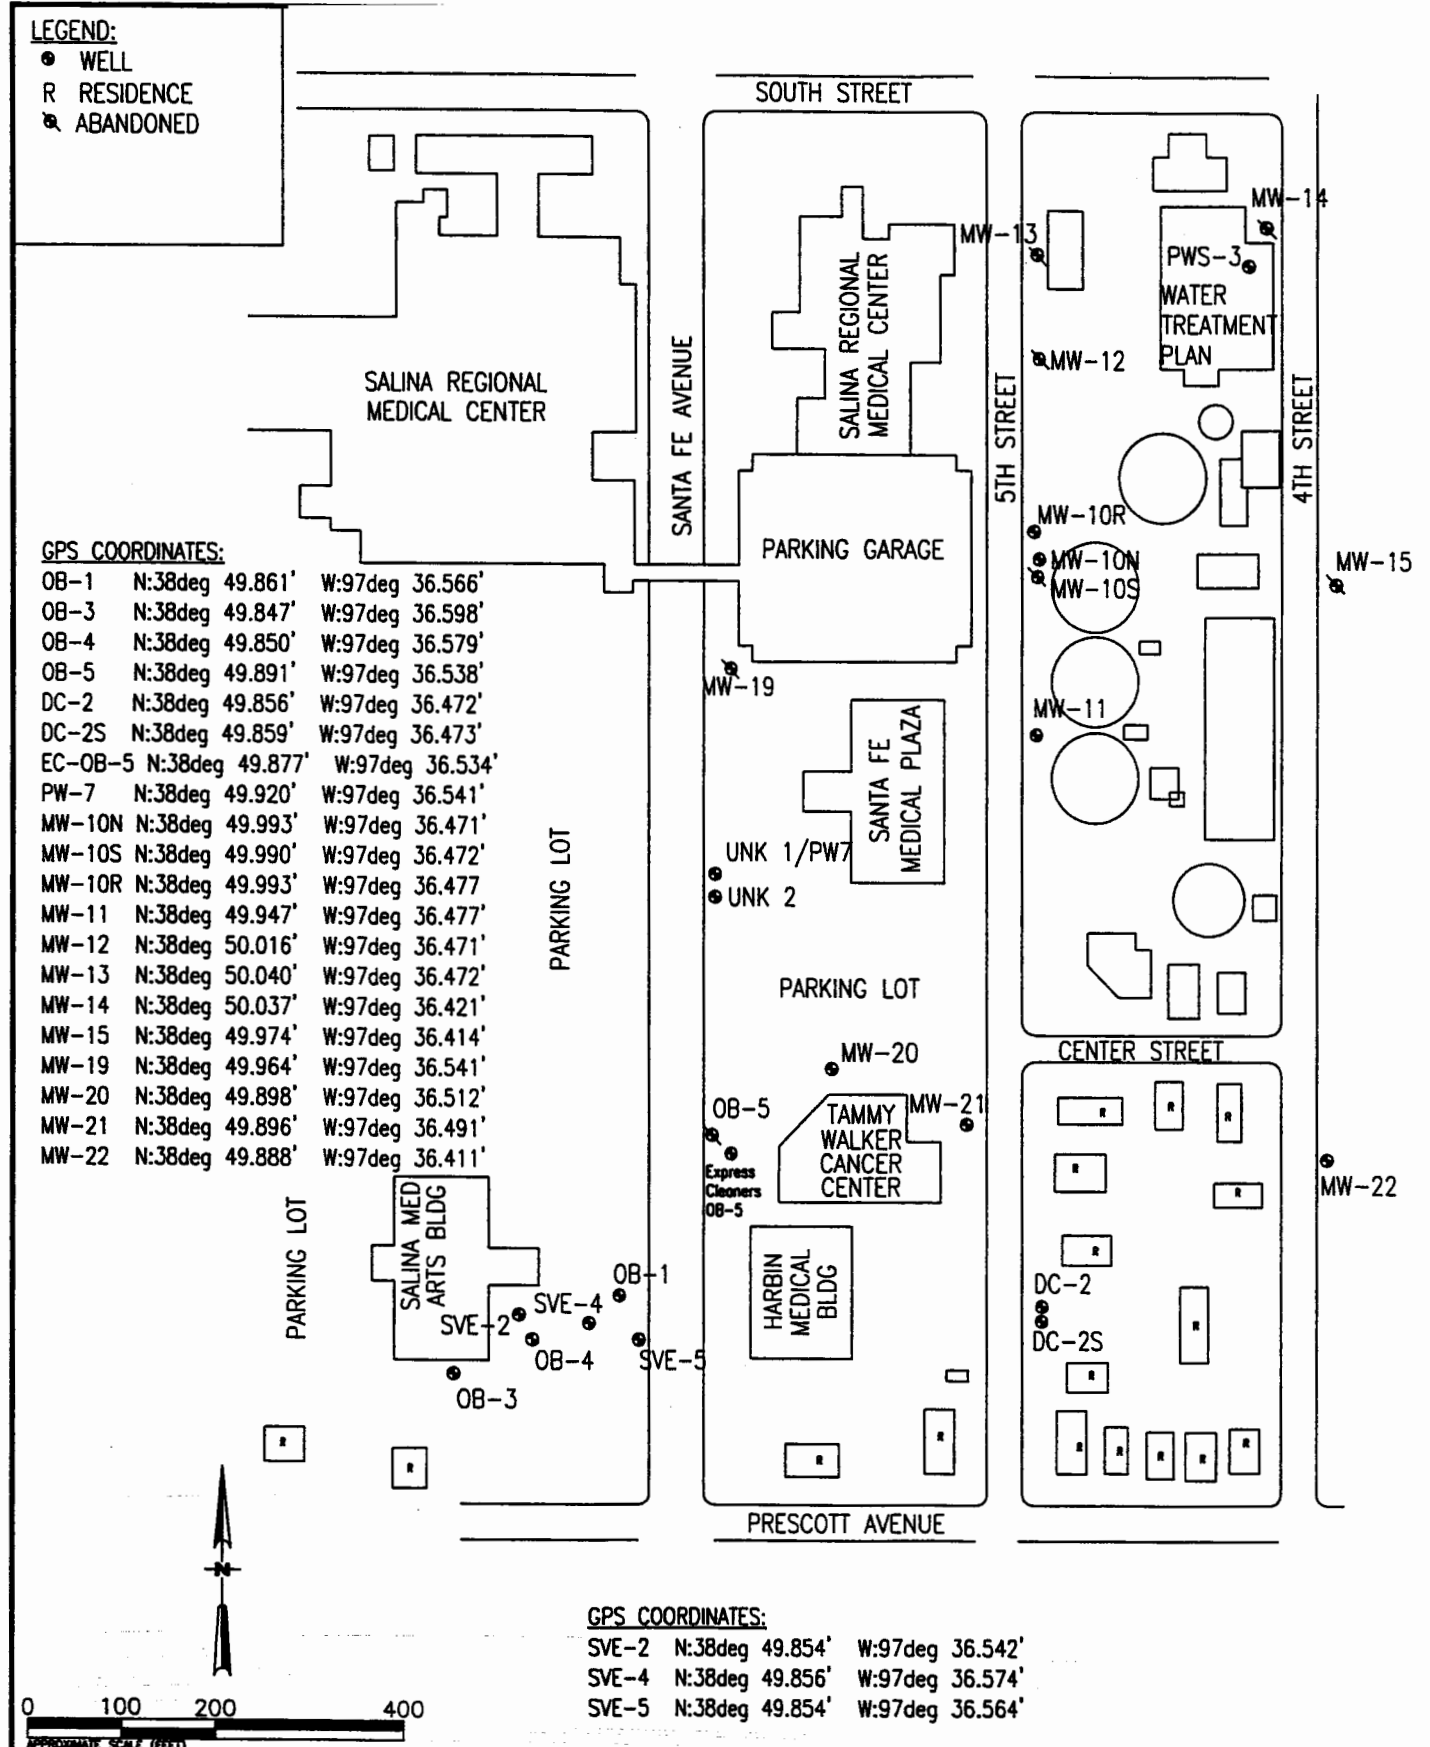 LEGEND:
WELL
R RESIDENCE
ABANDONED
SOUTH STREET
MW-14
MW-13
PWS-3
WATER
TREATMENT
PLAN
SALINA REGIONAL
MEDICAL CENTER
MW-12
SALINA REGIONAL
MEDICAL CENTER
SANTA FE AVENUE
5TH STREET
4TH STREET
MW-10R
PARKING GARAGE
MW-10N
MW-10S
MW-15
GPS COORDINATES:
OB-1 N:38deg 49.861' W:97deg 36.566'
OB-3 N:38deg 49.847' W:97deg 36.598'
OB-4 N:38deg 49.850' W:97deg 36.579'
OB-5 N:38deg 49.891' W:97deg 36.538'
DC-2 N:38deg 49.856' W:97deg 36.472'
DC-2S N:38deg 49.859' W:97deg 36.473'
EC-OB-5 N:38deg 49.877' W:97deg 36.534'
PW-7 N:38deg 49.920' W:97deg 36.541'
MW-10N N:38deg 49.993' W:97deg 36.471'
MW-10S N:38deg 49.990' W:97deg 36.472'
MW-10R N:38deg 49.993' W:97deg 36.477
MW-11 N:38deg 49.947' W:97deg 36.477'
MW-12 N:38deg 50.016' W:97deg 36.471'
MW-13 N:38deg 50.040' W:97deg 36.472'
MW-14 N:38deg 50.037' W:97deg 36.421'
MW-15 N:38deg 49.974' W:97deg 36.414'
MW-19 N:38deg 49.964' W:97deg 36.541'
MW-20 N:38deg 49.898' W:97deg 36.512'
MW-21 N:38deg 49.896' W:97deg 36.491'
MW-22 N:38deg 49.888' W:97deg 36.411'
MW-19
MW-11
SANTA FE
MEDICAL PLAZA
UNK 1/PW7
UNK 2
PARKING LOT
PARKING LOT
CENTER STREET
MW-20
OB-5
TAMMY
WALKER
CANCER
CENTER
MW-21
Express
Cleaners
OB-5
MW-22
R
R
R
R
R
R
R
PARKING LOT
SALINA MED
ARTS BLDG
HARBIN
MEDICAL
BLDG
OB-1
SVE-4
SVE-2
OB-4
SVE-5
OB-3
DC-2
DC-2S
R
R
R
R
R
R
R
R
R
R
R
PRESCOTT AVENUE
N
GPS COORDINATES:
SVE-2 N:38deg 49.854' W:97deg 36.542'
SVE-4 N:38deg 49.856' W:97deg 36.574'
SVE-5 N:38deg 49.854' W:97deg 36.564'
0 100 200 400
APPROXIMATE SCALE (FEET)